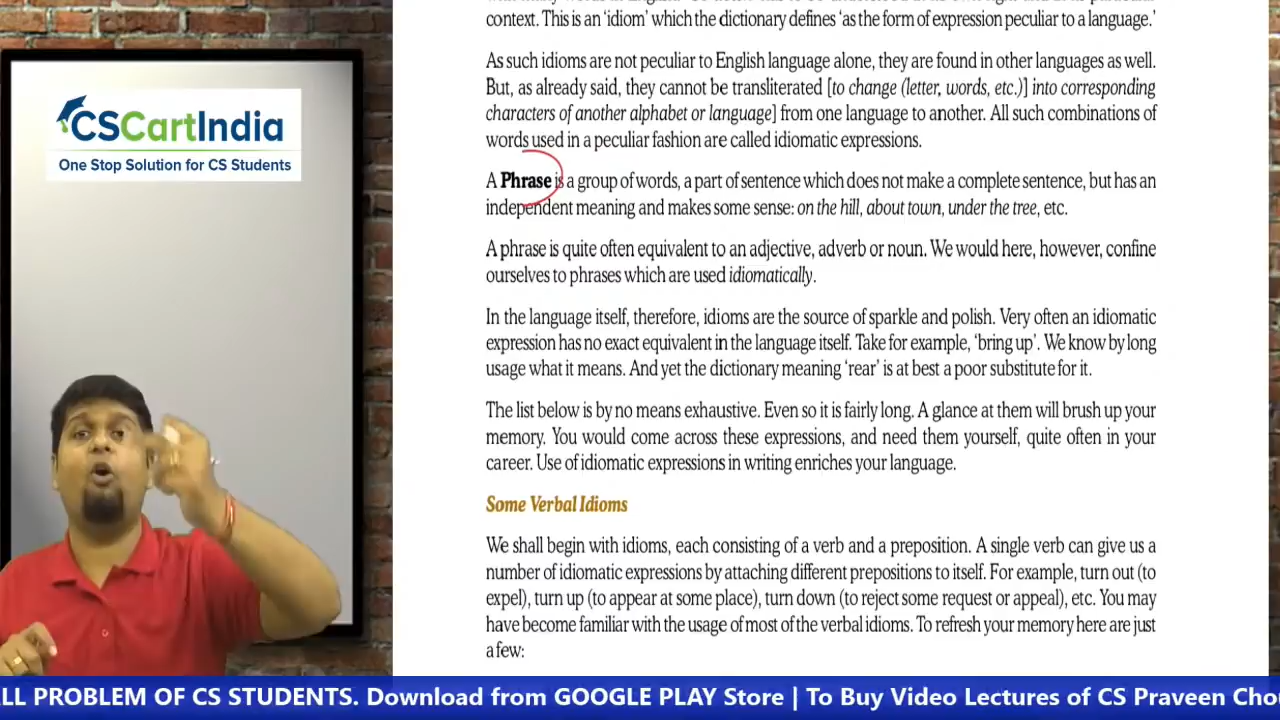 CSCartIndia
One Stop Solution for CS Students
context. This is an ‘idiom’ which the dictionary defines ‘as the form of expression peculiar to a language.’
As such idioms are not peculiar to English language alone, they are found in other languages as well.
But, as already said, they cannot be transliterated [to change (letter, words, etc.)] into corresponding
characters of another alphabet or language] from one language to another. All such combinations of
words used in a peculiar fashion are called idiomatic expressions.
A Phrase is a group of words, a part of sentence which does not make a complete sentence, but has an
independent meaning and makes some sense: on the hill, about town, under the tree, etc.
A phrase is quite often equivalent to an adjective, adverb or noun. We would here, however, confine
ourselves to phrases which are used idiomatically.
In the language itself, therefore, idioms are the source of sparkle and polish. Very often an idiomatic
expression has no exact equivalent in the language itself. Take for example, ‘bring up’. We know by long
usage what it means. And yet the dictionary meaning ‘rear’ is at best a poor substitute for it.
The list below is by no means exhaustive. Even so it is fairly long. A glance at them will brush up your
memory. You would come across these expressions, and need them yourself, quite often in your
career. Use of idiomatic expressions in writing enriches your language.
Some Verbal Idioms
We shall begin with idioms, each consisting of a verb and a preposition. A single verb can give us a
number of idiomatic expressions by attaching different prepositions to itself. For example, turn out (to
expel), turn up (to appear at some place), turn down (to reject some request or appeal), etc. You may
have become familiar with the usage of most of the verbal idioms. To refresh your memory here are just
a few:
ALL PROBLEM OF CS STUDENTS. Download from GOOGLE PLAY Store | To Buy Video Lectures of CS Praveen Cho